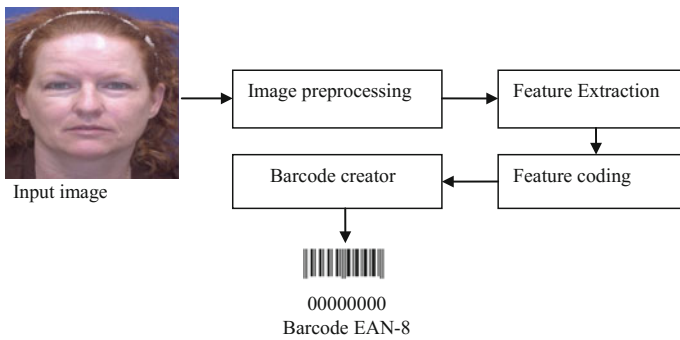 Input image
Image preprocessing
Feature Extraction
Feature coding
Barcode creator
00000000
Barcode EAN-8